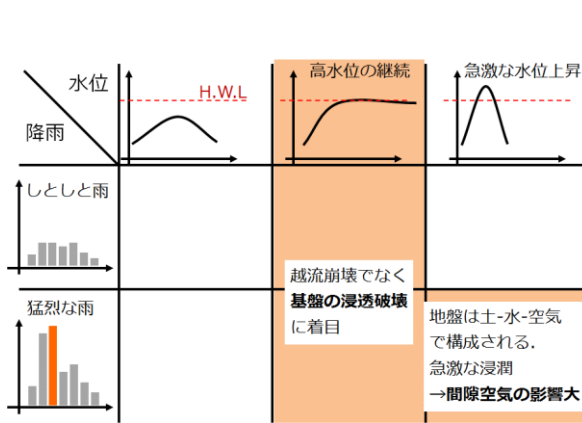 水位
降雨
H.W.L
高水位の継続
急激な水位上昇
しとしと雨
猛烈な雨
越流崩壊でなく
基盤の浸透破壊
に着目
地盤は土-水-空気
で構成される.
急激な浸潤
→間隙空気の影響大